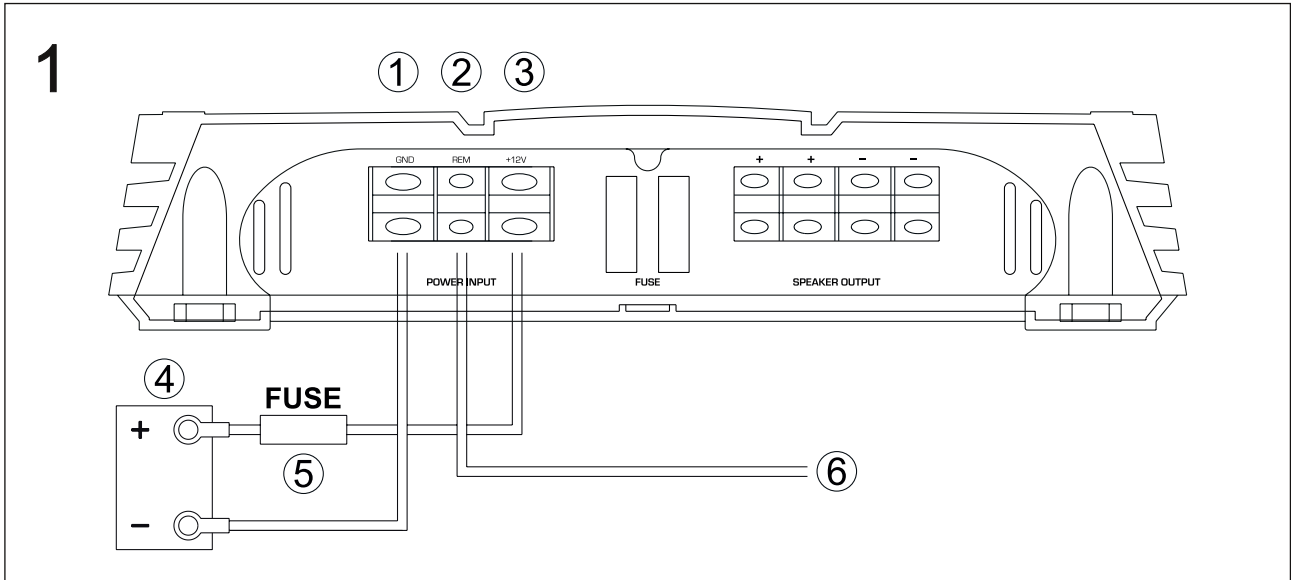 1
① ② ③
GND REM +12V
+ + − −
POWER INPUT
FUSE
SPEAKER OUTPUT
④
FUSE
+
⑤
⑥
−